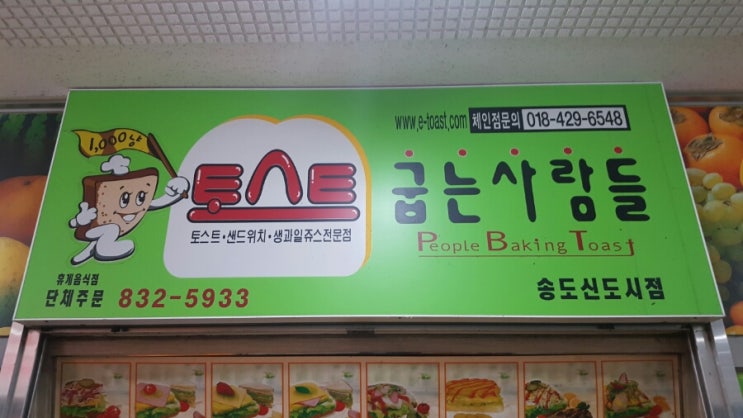 www.e-toast.com 체인점문의 018-429-6548
1,000냥
토스트 굽는사람들
토스트·샌드위치·생과일쥬스전문점
People Baking Toast
휴게음식점
단체주문 832-5933
송도신도시점